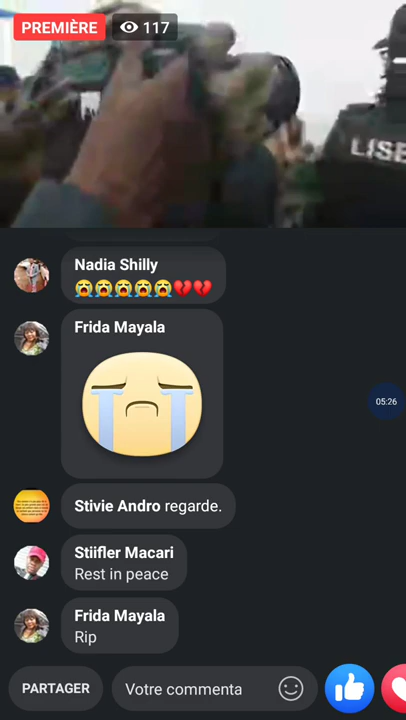 PREMIÈRE 117
LISE
Nadia Shilly
😭😭😭😭😭💔💔
Frida Mayala
05:26
Stivie Andro regarde.
Stiifler Macari
Rest in peace
Frida Mayala
Rip
PARTAGER Votre commenta